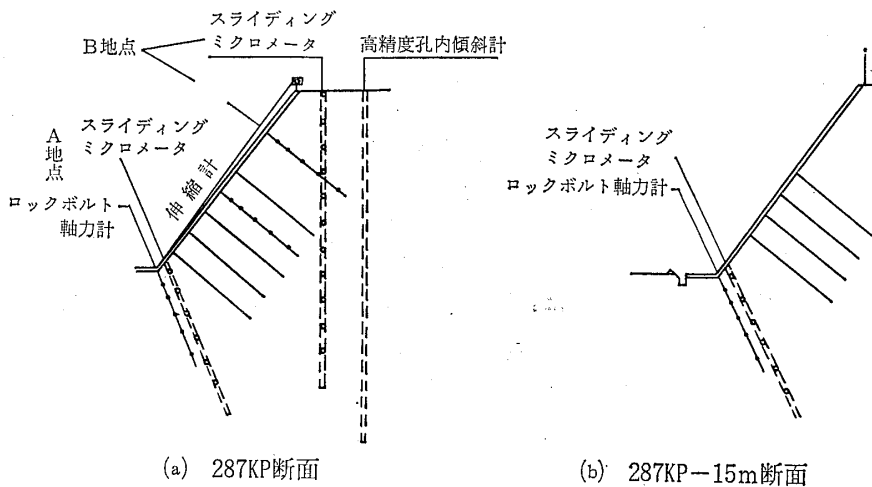 B地点
スライディング
ミクロメータ
高精度孔内傾斜計
A地点
スライディング
ミクロメータ
ロックボルト
軸力計
伸縮計
(a) 287KP断面
スライディング
ミクロメータ
ロックボルト軸力計
(b) 287KP−15m断面